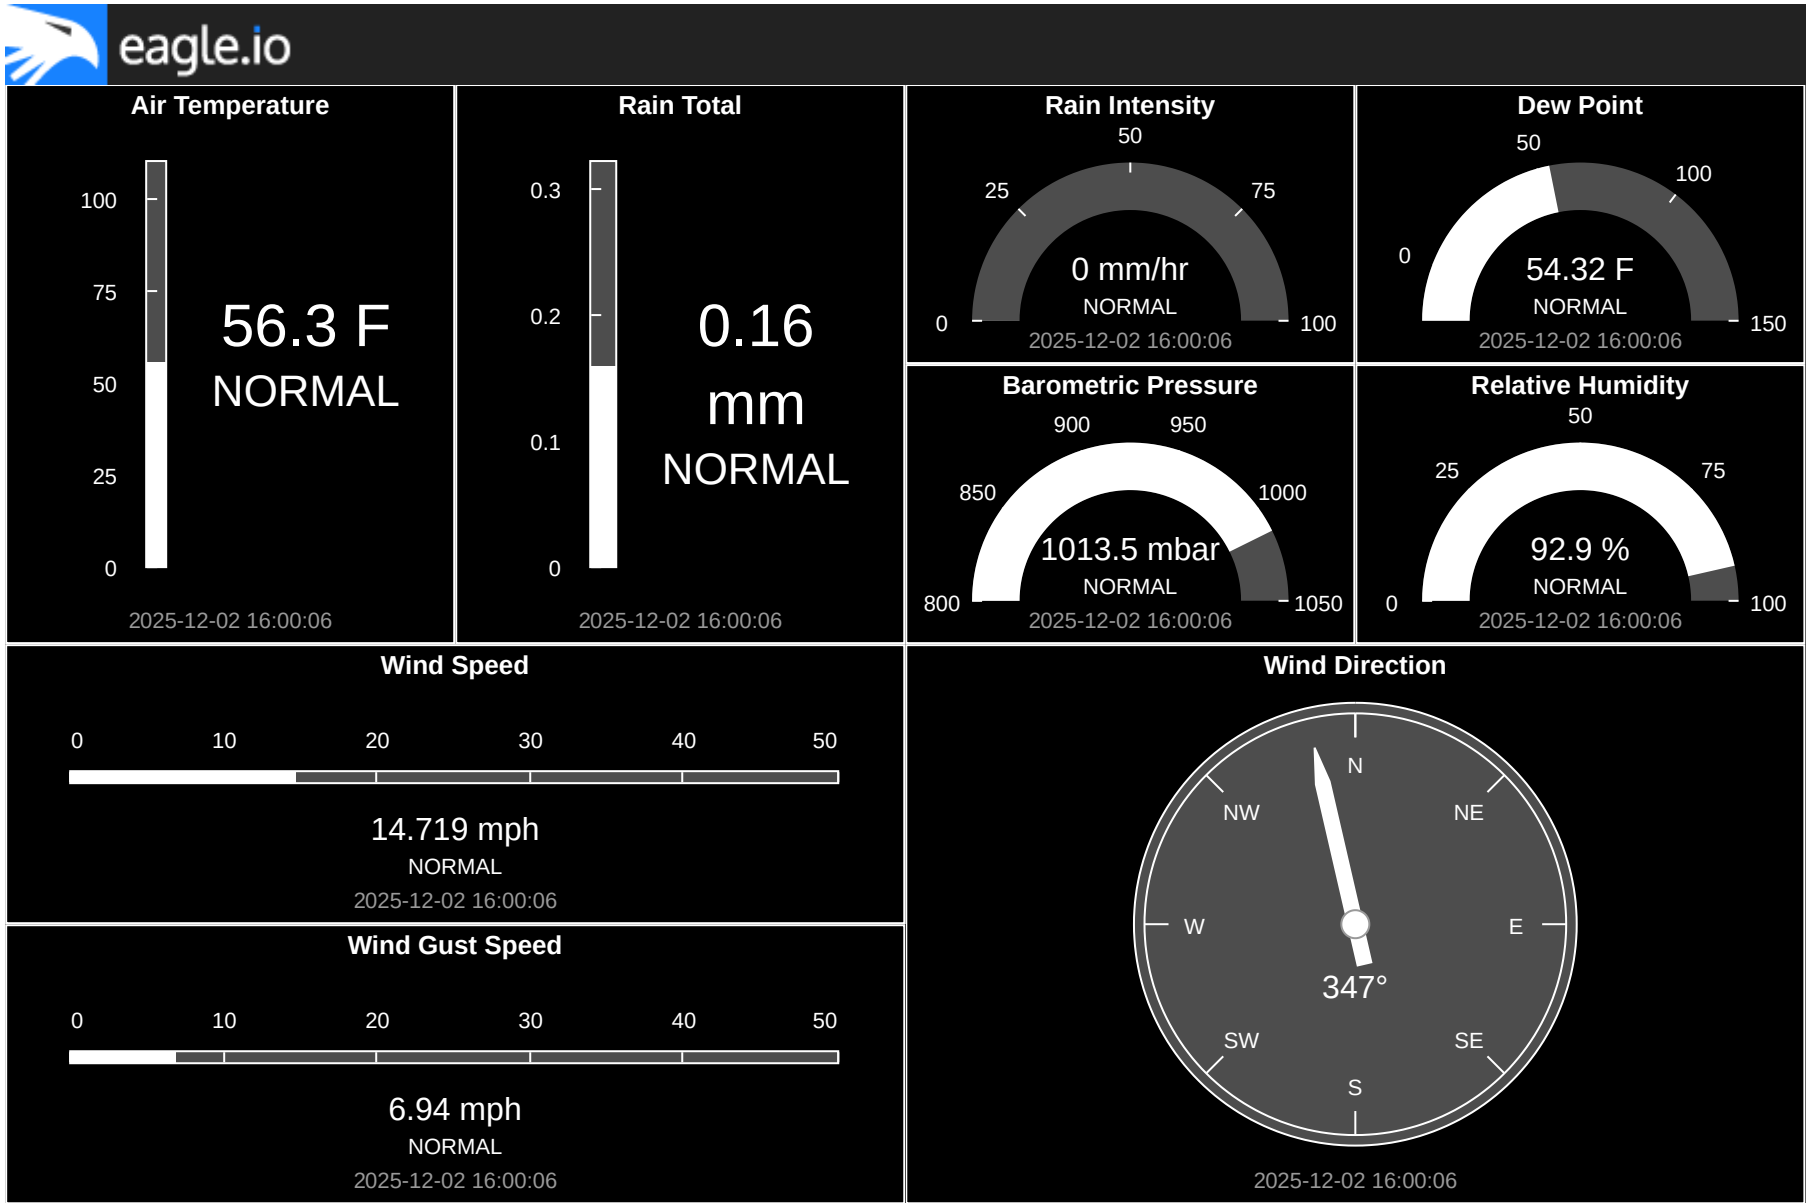 eagle.io
Air Temperature
100
75
50
25
0
56.3 F
NORMAL
2025-12-02 16:00:06
Rain Total
0.3
0.2
0.1
0
0.16
mm
NORMAL
2025-12-02 16:00:06
Rain Intensity
50
25
75
0
100
0 mm/hr
NORMAL
2025-12-02 16:00:06
Dew Point
50
100
0
150
54.32 F
NORMAL
2025-12-02 16:00:06
Barometric Pressure
900
950
850
1000
800
1050
1013.5 mbar
NORMAL
2025-12-02 16:00:06
Relative Humidity
50
25
75
0
100
92.9 %
NORMAL
2025-12-02 16:00:06
Wind Speed
0 10 20 30 40 50
14.719 mph
NORMAL
2025-12-02 16:00:06
Wind Gust Speed
0 10 20 30 40 50
6.94 mph
NORMAL
2025-12-02 16:00:06
Wind Direction
N
NW
NE
W
E
347°
SW
SE
S
2025-12-02 16:00:06